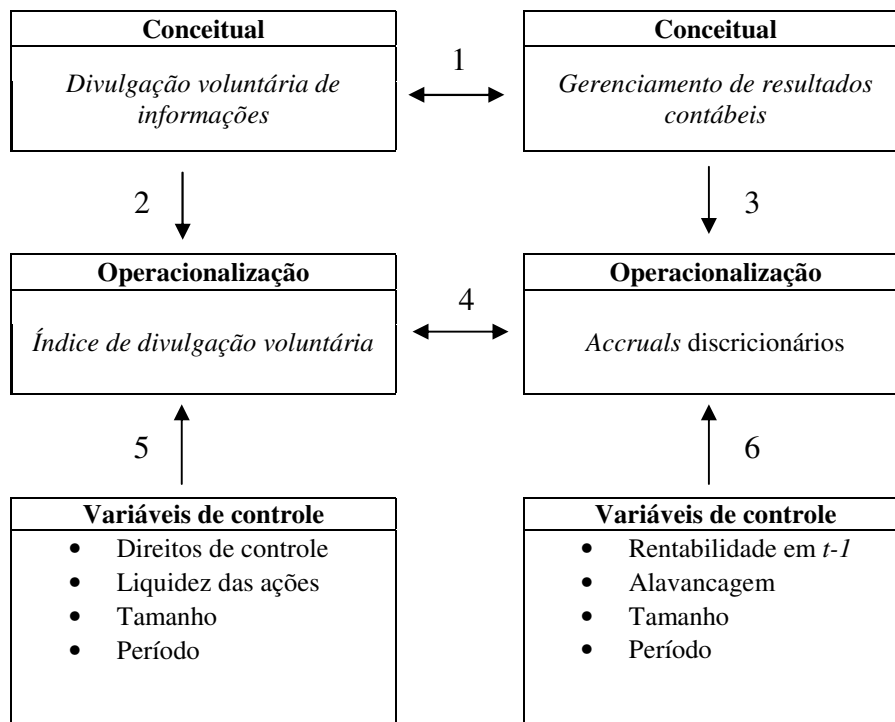 Conceitual
Divulgação voluntária de
informações
1
Conceitual
Gerenciamento de resultados
contábeis
2
3
Operacionalização
Índice de divulgação voluntária
4
Operacionalização
Accruals discricionários
5
6
Variáveis de controle
• Direitos de controle
• Liquidez das ações
• Tamanho
• Período
Variáveis de controle
• Rentabilidade em t-1
• Alavancagem
• Tamanho
• Período